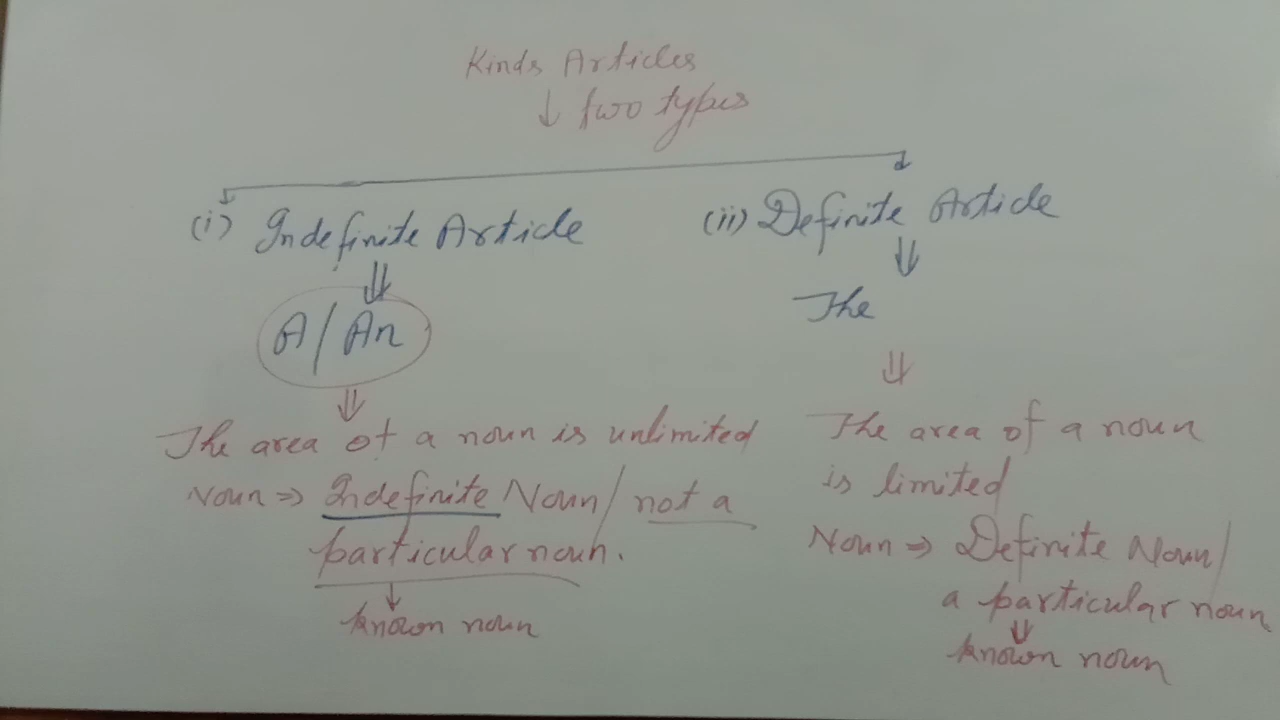 Kinds Articles
↓ two types
(i) Indefinite Article
⇓
A/An
⇓
The area of a noun is unlimited
Noun ⇒ Indefinite Noun/not a
particular noun.
↓
known noun
(ii) Definite Article
⇓
The
⇓
The area of a noun
is limited
Noun ⇒ Definite Noun/
a particular noun
⇓
known noun